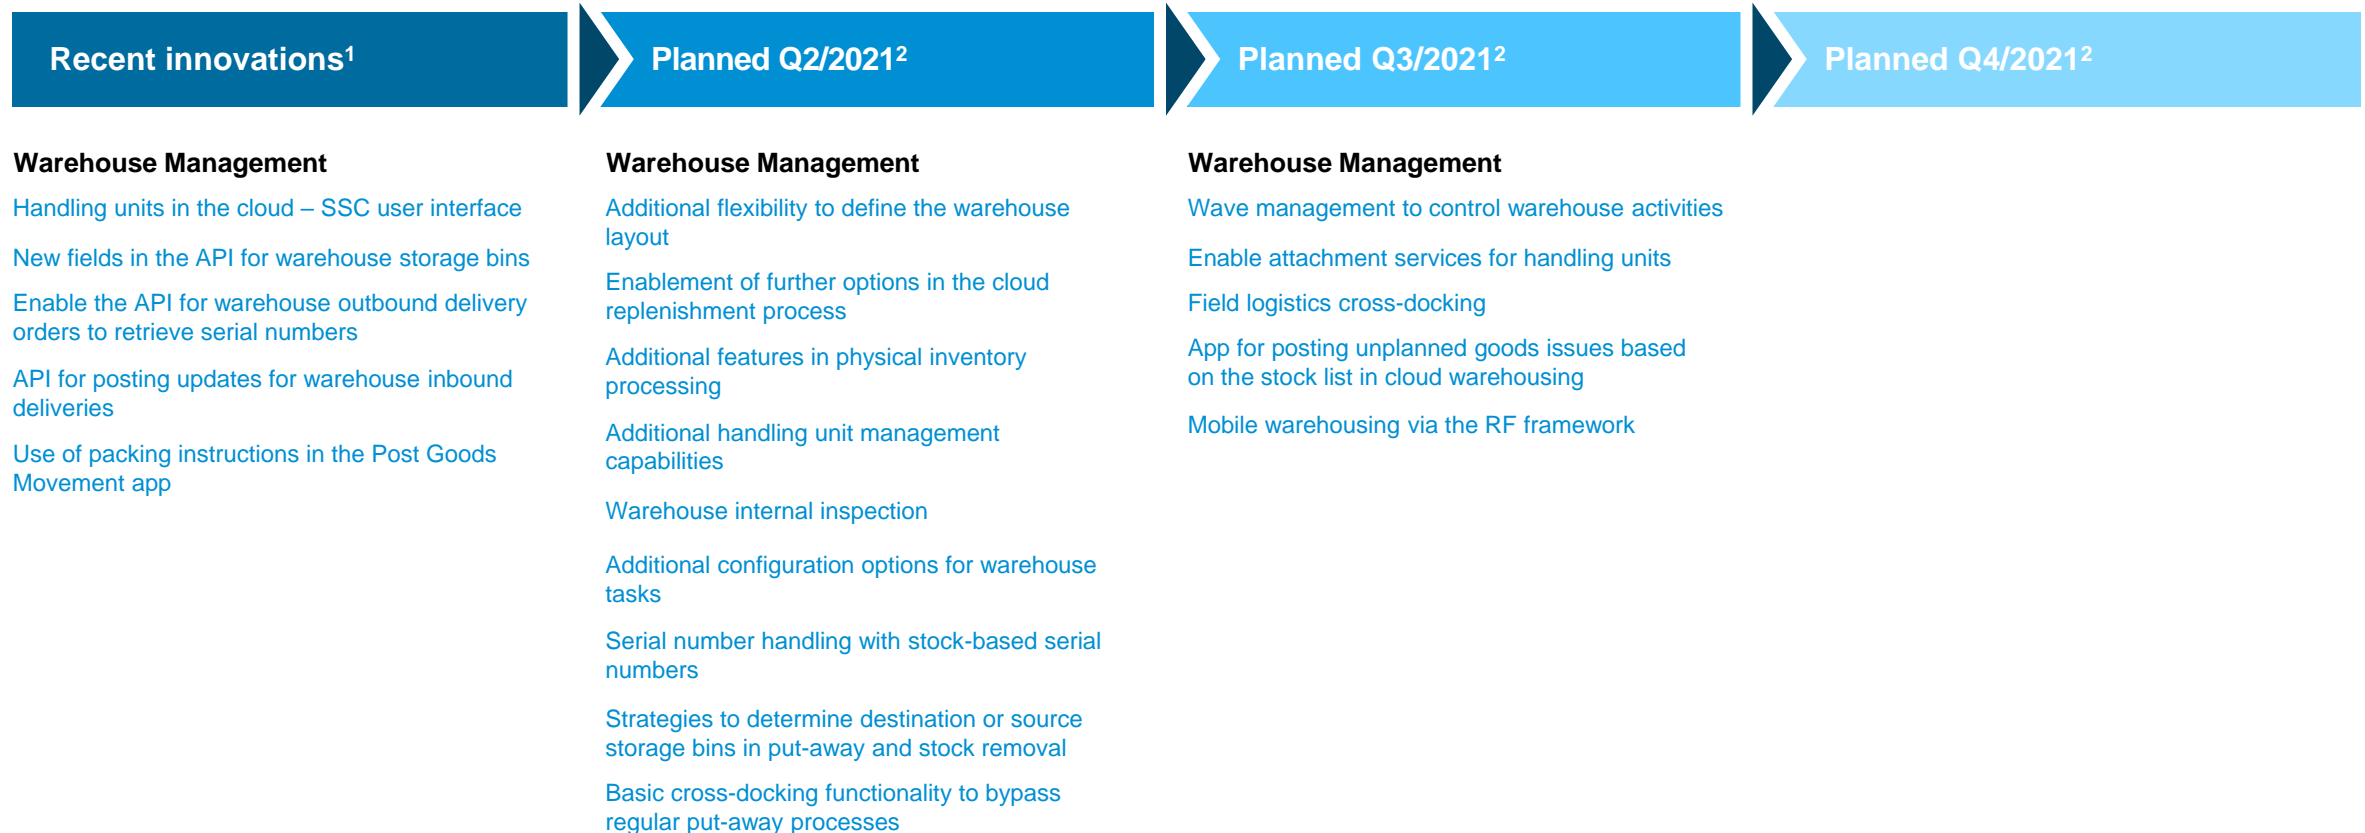 Recent innovations¹
Planned Q2/2021²
Planned Q3/2021²
Planned Q4/2021²
Warehouse Management
Handling units in the cloud – SSC user interface
New fields in the API for warehouse storage bins
Enable the API for warehouse outbound delivery
orders to retrieve serial numbers
API for posting updates for warehouse inbound
deliveries
Use of packing instructions in the Post Goods
Movement app
Warehouse Management
Additional flexibility to define the warehouse
layout
Enablement of further options in the cloud
replenishment process
Additional features in physical inventory
processing
Additional handling unit management
capabilities
Warehouse internal inspection
Additional configuration options for warehouse
tasks
Serial number handling with stock-based serial
numbers
Strategies to determine destination or source
storage bins in put-away and stock removal
Basic cross-docking functionality to bypass
regular put-away processes
Warehouse Management
Wave management to control warehouse activities
Enable attachment services for handling units
Field logistics cross-docking
App for posting unplanned goods issues based
on the stock list in cloud warehousing
Mobile warehousing via the RF framework